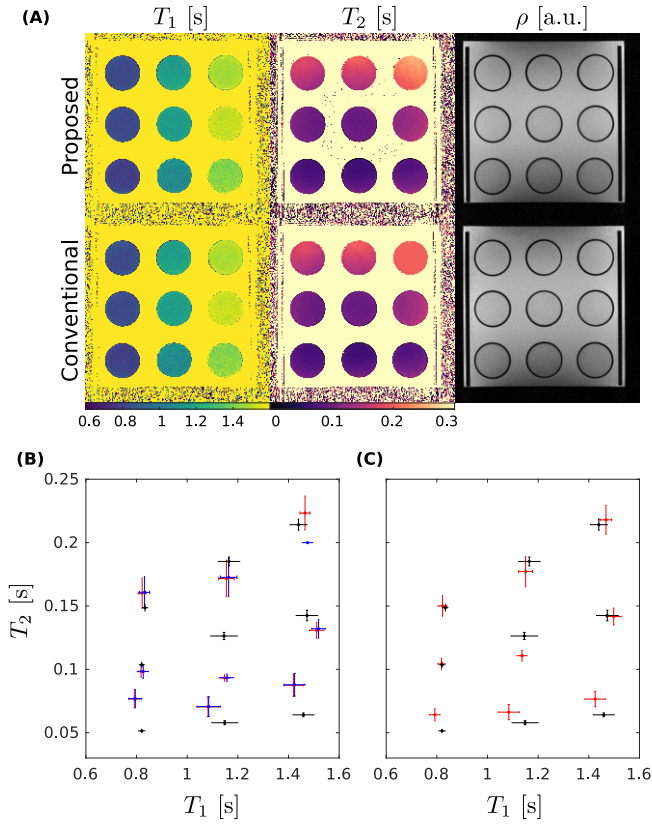 (A) T₁ [s] T₂ [s] ρ [a.u.]
Proposed
Conventional
0.6 0.8 1 1.2 1.4 0 0.1 0.2 0.3
(B) (C)
0.25
0.2
0.15
0.1
0.05
T₂ [s]
0.6 0.8 1 1.2 1.4 1.6 0.6 0.8 1 1.2 1.4 1.6
T₁ [s] T₁ [s]